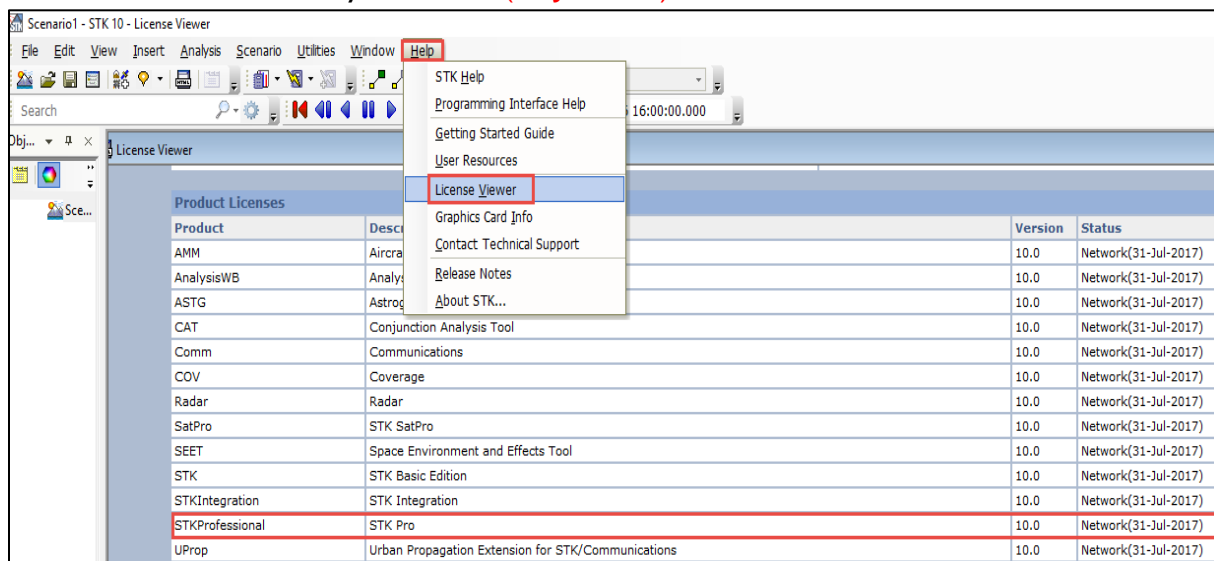 Scenario1 - STK 10 - License Viewer
File Edit View Insert Analysis Scenario Utilities Window Help
STK Help
Programming Interface Help
Search
16:00:00.000
Getting Started Guide
Obj...
License Viewer
User Resources
License Viewer
Sce...
Graphics Card Info
Contact Technical Support
Release Notes
About STK...
Product Licenses
Product Descr Version Status
AMM Aircra 10.0 Network(31-Jul-2017)
AnalysisWB Analys 10.0 Network(31-Jul-2017)
ASTG Astrog 10.0 Network(31-Jul-2017)
CAT Conjunction Analysis Tool 10.0 Network(31-Jul-2017)
Comm Communications 10.0 Network(31-Jul-2017)
COV Coverage 10.0 Network(31-Jul-2017)
Radar Radar 10.0 Network(31-Jul-2017)
SatPro STK SatPro 10.0 Network(31-Jul-2017)
SEET Space Environment and Effects Tool 10.0 Network(31-Jul-2017)
STK STK Basic Edition 10.0 Network(31-Jul-2017)
STKIntegration STK Integration 10.0 Network(31-Jul-2017)
STKProfessional STK Pro 10.0 Network(31-Jul-2017)
UProp Urban Propagation Extension for STK/Communications 10.0 Network(31-Jul-2017)